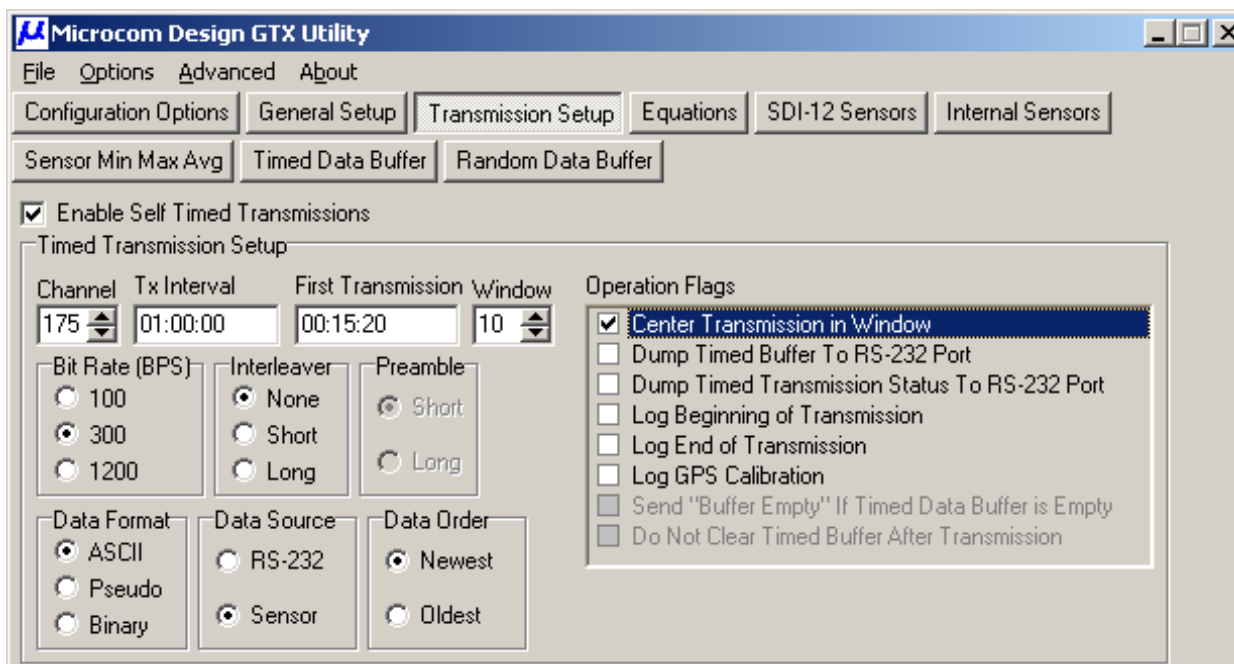 Microcom Design GTX Utility
File Options Advanced About
Configuration Options General Setup Transmission Setup Equations SDI-12 Sensors Internal Sensors
Sensor Min Max Avg Timed Data Buffer Random Data Buffer
Enable Self Timed Transmissions
Timed Transmission Setup
Channel Tx Interval First Transmission Window
175 01:00:00 00:15:20 10
Bit Rate (BPS)
100
300
1200
Interleaver
None
Short
Long
Preamble
Short
Long
Data Format
ASCII
Pseudo
Binary
Data Source
RS-232
Sensor
Data Order
Newest
Oldest
Operation Flags
Center Transmission in Window
Dump Timed Buffer To RS-232 Port
Dump Timed Transmission Status To RS-232 Port
Log Beginning of Transmission
Log End of Transmission
Log GPS Calibration
Send "Buffer Empty" If Timed Data Buffer is Empty
Do Not Clear Timed Buffer After Transmission